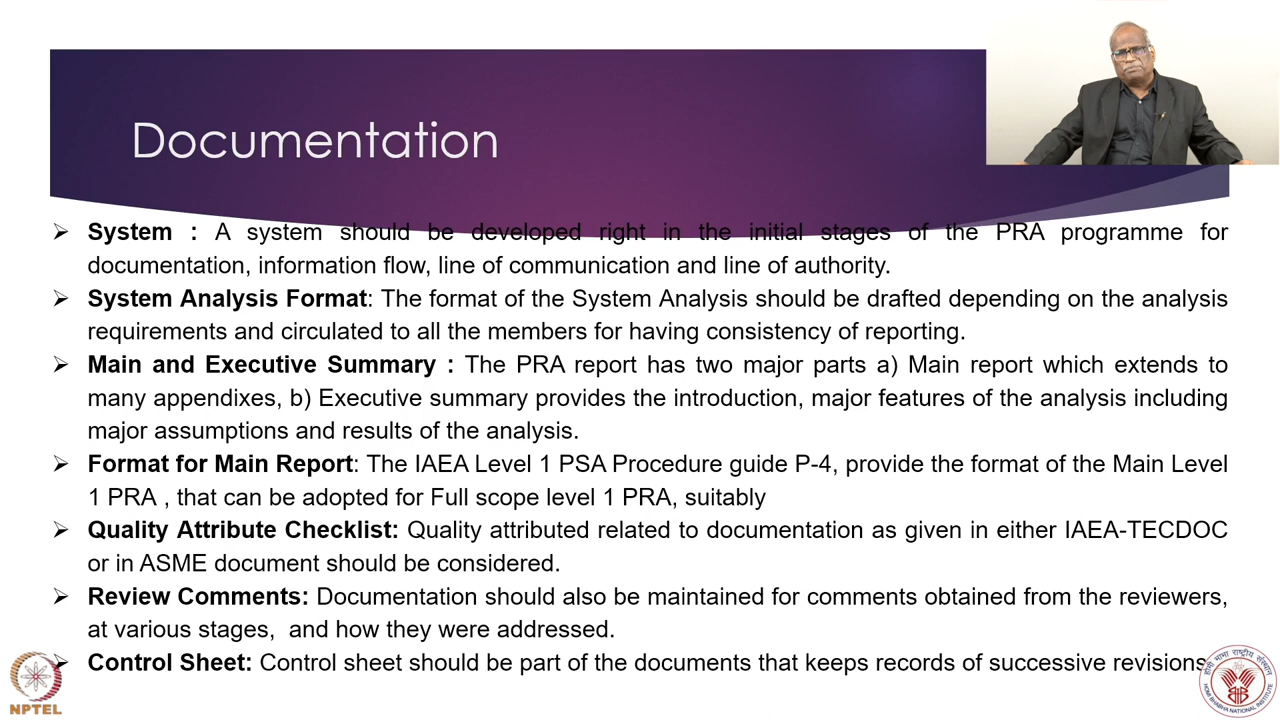 Documentation
➢ System : A system should be developed right in the initial stages of the PRA programme for
documentation, information flow, line of communication and line of authority.
➢ System Analysis Format: The format of the System Analysis should be drafted depending on the analysis
requirements and circulated to all the members for having consistency of reporting.
➢ Main and Executive Summary : The PRA report has two major parts a) Main report which extends to
many appendixes, b) Executive summary provides the introduction, major features of the analysis including
major assumptions and results of the analysis.
➢ Format for Main Report: The IAEA Level 1 PSA Procedure guide P-4, provide the format of the Main Level
1 PRA , that can be adopted for Full scope level 1 PRA, suitably
➢ Quality Attribute Checklist: Quality attributed related to documentation as given in either IAEA-TECDOC
or in ASME document should be considered.
➢ Review Comments: Documentation should also be maintained for comments obtained from the reviewers,
at various stages, and how they were addressed.
➢ Control Sheet: Control sheet should be part of the documents that keeps records of successive revisions
NPTEL
होमी भाभा राष्ट्रीय संस्थान
HOMI BHABHA NATIONAL INSTITUTE